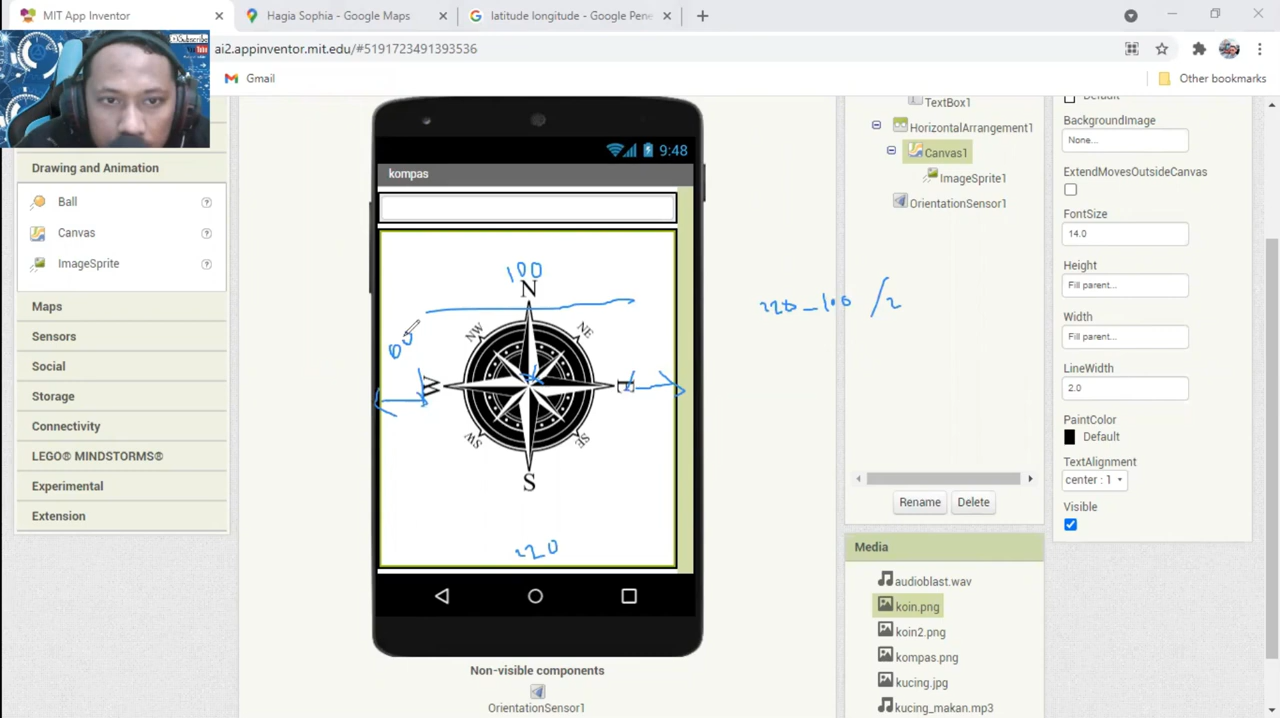 MIT App Inventor
Hagia Sophia - Google Maps
latitude longitude - Google Pene
ai2.appinventor.mit.edu/#5191723491393536
Subscribe
Gmail
Other bookmarks
Drawing and Animation
Ball
Canvas
ImageSprite
Maps
Sensors
Social
Storage
Connectivity
LEGO® MINDSTORMS®
Experimental
Extension
9:48
kompas
100
N
NW
NE
W
E
SW
SE
S
220
220 - 100 / 2
60
Non-visible components
OrientationSensor1
TextBox1
HorizontalArrangement1
Canvas1
ImageSprite1
OrientationSensor1
Rename
Delete
Media
audioblast.wav
koin.png
koin2.png
kompas.png
kucing.jpg
kucing_makan.mp3
Default
BackgroundImage
None...
ExtendMovesOutsideCanvas
FontSize
14.0
Height
Fill parent...
Width
Fill parent...
LineWidth
2.0
PaintColor
Default
TextAlignment
center : 1
Visible